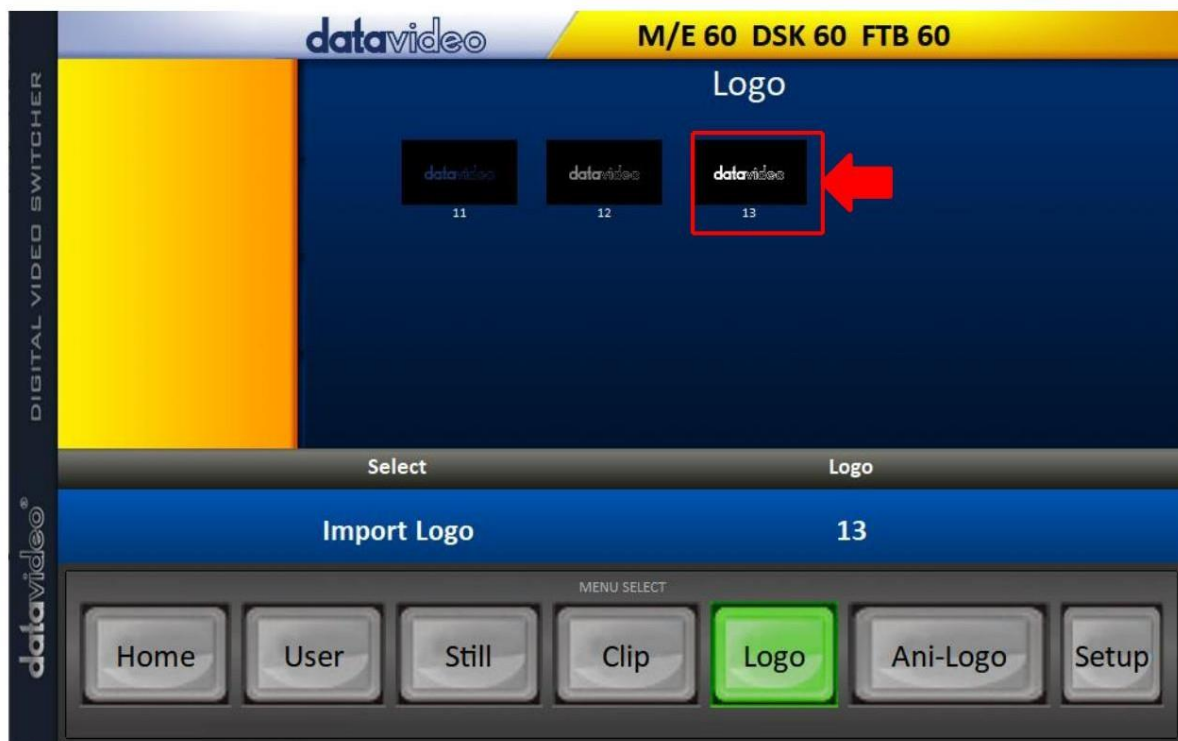 datavideo
M/E 60 DSK 60 FTB 60
DIGITAL VIDEO SWITCHER
datavideo®
Logo
datavideo
datavideo
datavideo
11
12
13
Select
Logo
Import Logo
13
MENU SELECT
Home
User
Still
Clip
Logo
Ani-Logo
Setup